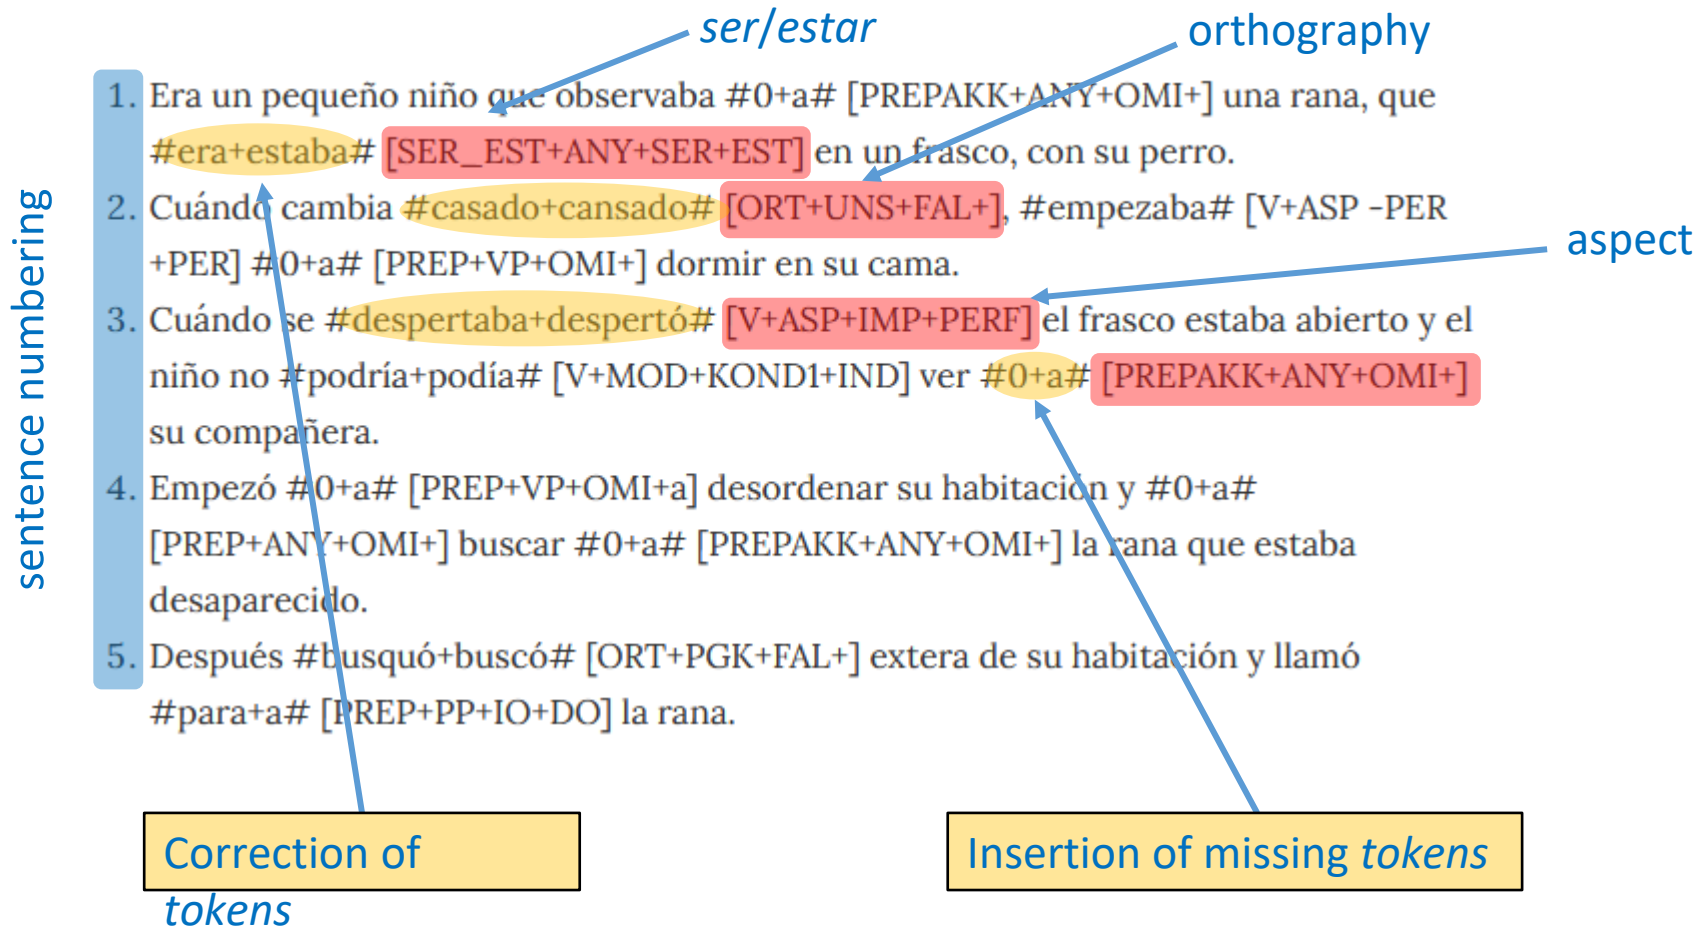 ser/estar
orthography
sentence numbering
1. Era un pequeño niño que observaba #0+a# [PREPAKK+ANY+OMI+] una rana, que
#era+estaba# [SER_EST+ANY+SER+EST] en un frasco, con su perro.
2. Cuándo cambia #casado+cansado# [ORT+UNS+FAL+], #empezaba# [V+ASP -PER
+PER] #0+a# [PREP+VP+OMI+] dormir en su cama.
aspect
3. Cuándo se #despertaba+despertó# [V+ASP+IMP+PERF] el frasco estaba abierto y el
niño no #podría+podía# [V+MOD+KOND1+IND] ver #0+a# [PREPAKK+ANY+OMI+]
su compañera.
4. Empezó #0+a# [PREP+VP+OMI+a] desordenar su habitación y #0+a#
[PREP+ANY+OMI+] buscar #0+a# [PREPAKK+ANY+OMI+] la rana que estaba
desaparecido.
5. Después #busquó+buscó# [ORT+PGK+FAL+] extera de su habitación y llamó
#para+a# [PREP+PP+IO+DO] la rana.
Correction of
tokens
Insertion of missing tokens